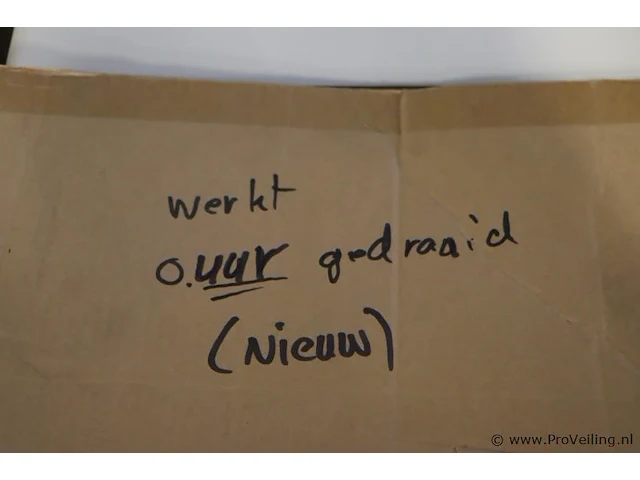 werkt
0.uur gedraaid
(Nieuw)
© www.ProVeiling.nl